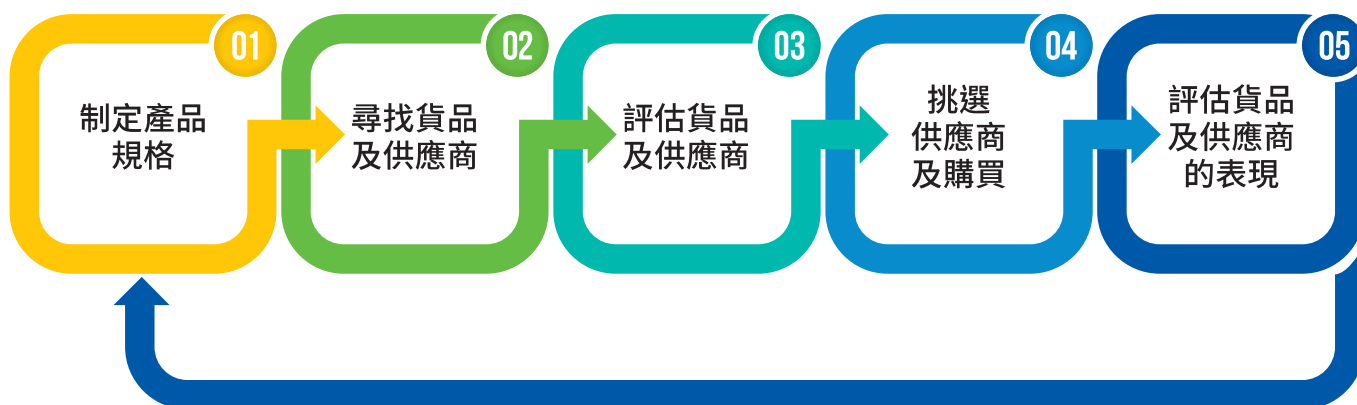 01
制定產品
規格
02
尋找貨品
及供應商
03
評估貨品
及供應商
04
挑選
供應商
及購買
05
評估貨品
及供應商
的表現